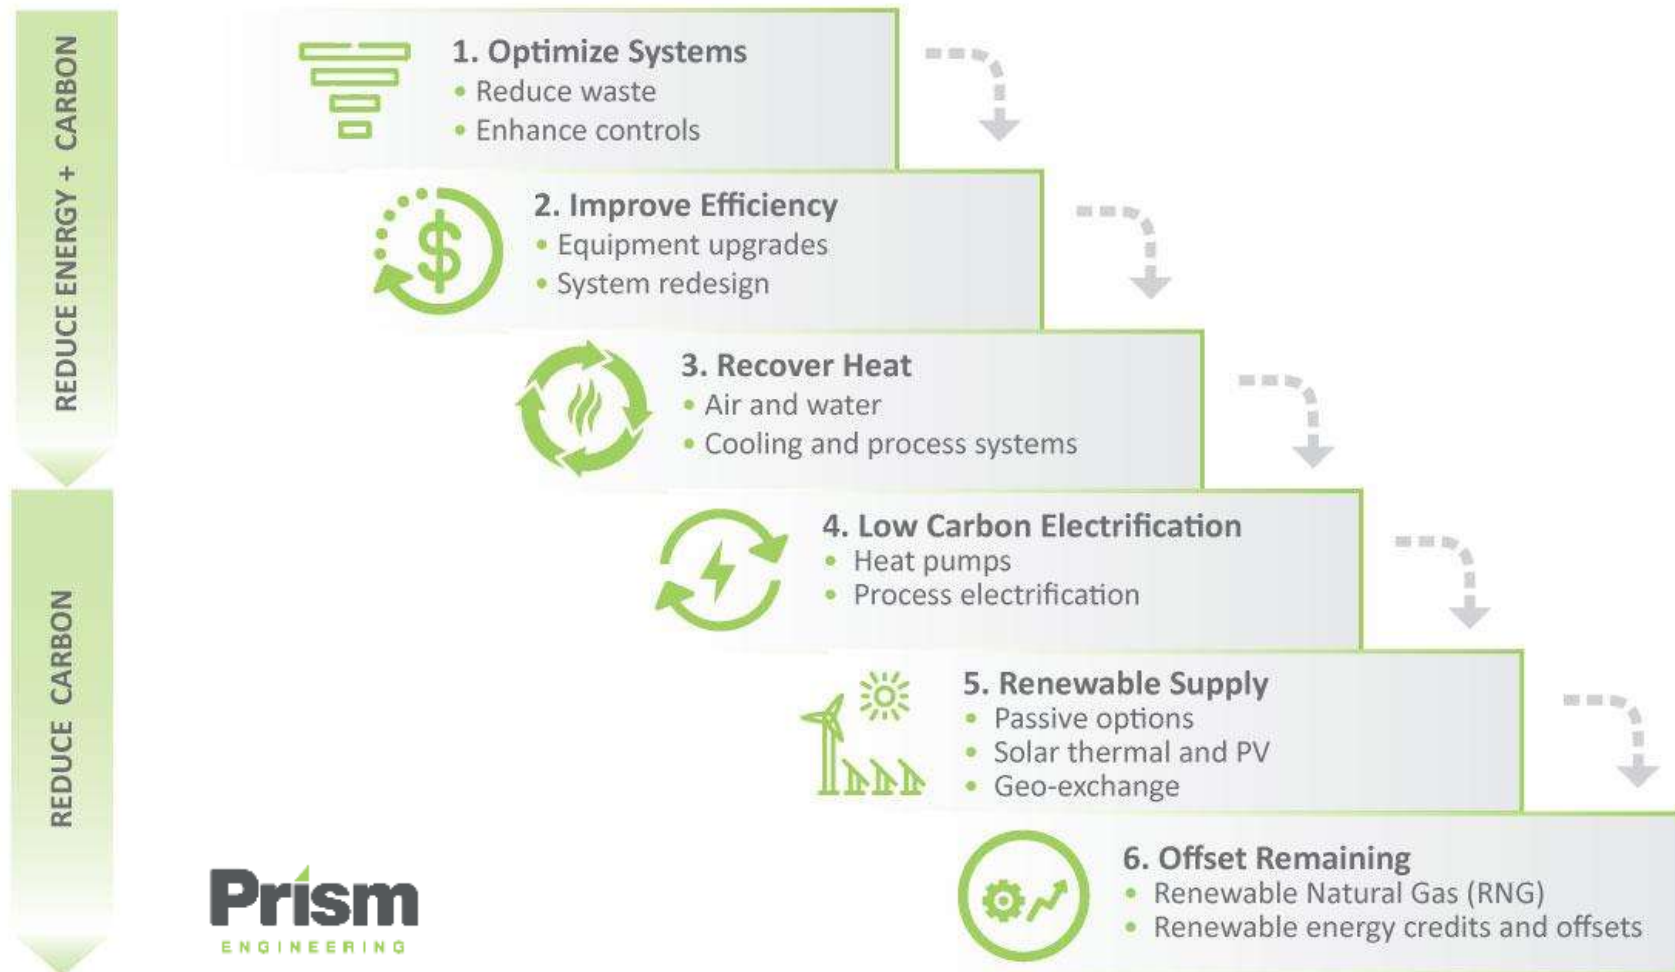 REDUCE ENERGY + CARBON
1. Optimize Systems
• Reduce waste
• Enhance controls
2. Improve Efficiency
• Equipment upgrades
• System redesign
3. Recover Heat
• Air and water
• Cooling and process systems
REDUCE CARBON
4. Low Carbon Electrification
• Heat pumps
• Process electrification
5. Renewable Supply
• Passive options
• Solar thermal and PV
• Geo-exchange
6. Offset Remaining
• Renewable Natural Gas (RNG)
• Renewable energy credits and offsets
Prism
ENGINEERING